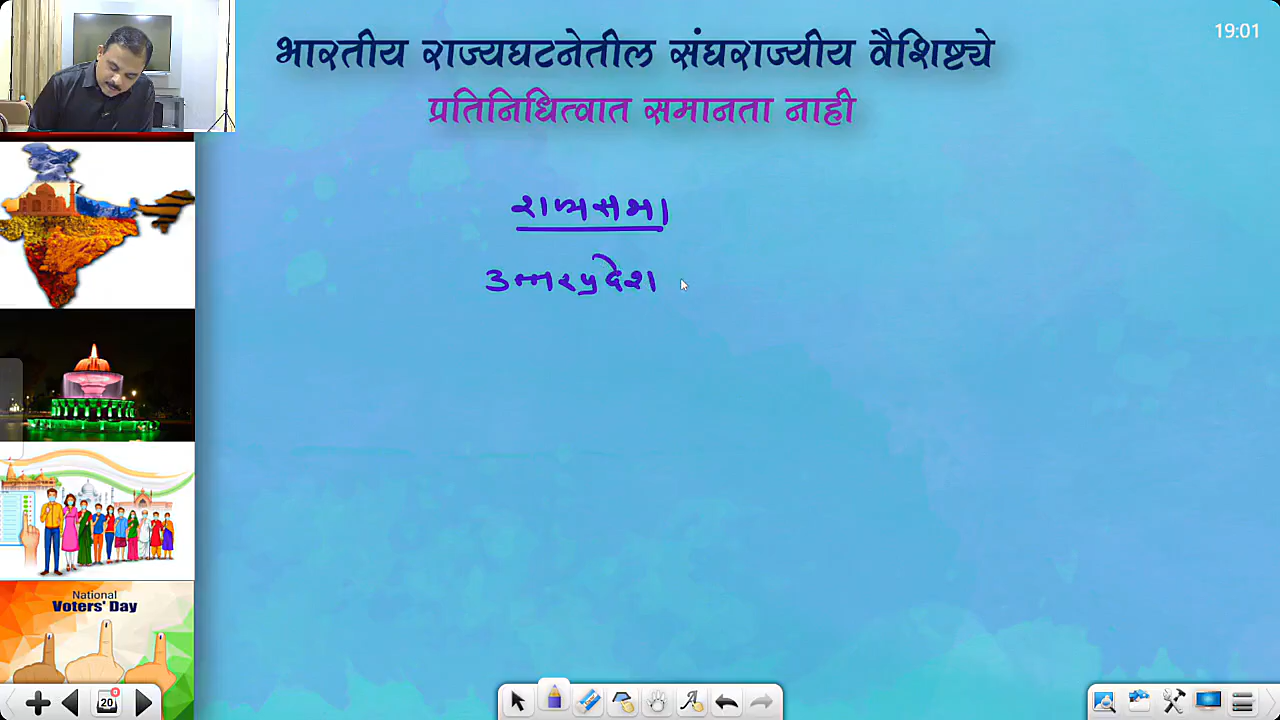 19:01
भारतीय राज्यघटनेतील संघराज्यीय वैशिष्ट्ये
प्रतिनिधित्वात समानता नाही
राज्यसभा
उत्तरप्रदेश
National
Voters' Day
20